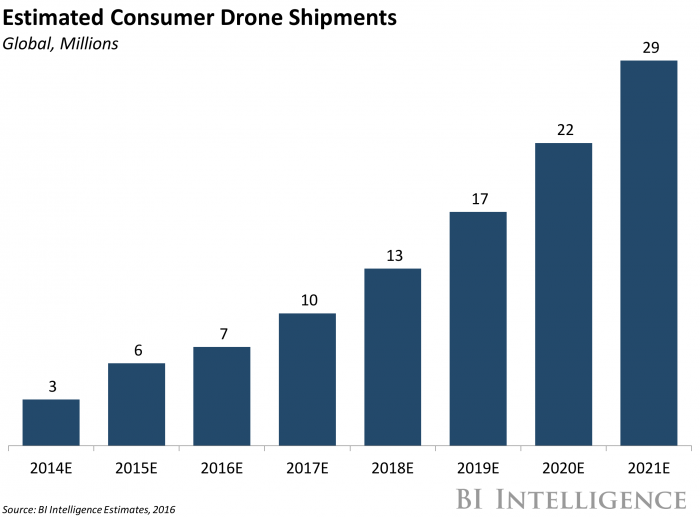 Estimated Consumer Drone Shipments
Global, Millions
29
22
17
13
10
7
6
3
2014E 2015E 2016E 2017E 2018E 2019E 2020E 2021E
Source: BI Intelligence Estimates, 2016
BI INTELLIGENCE